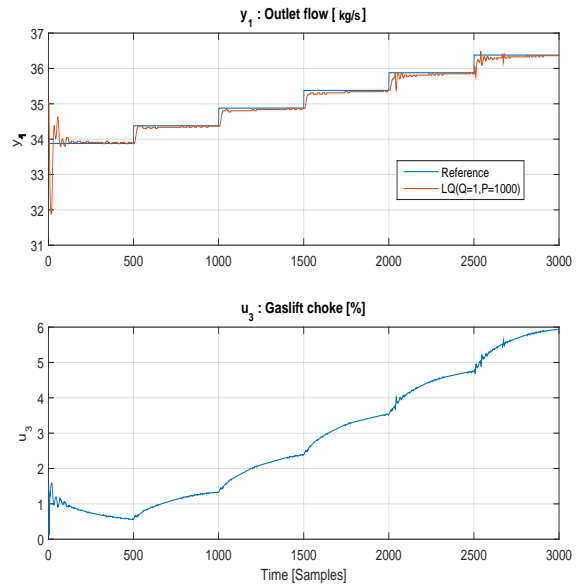 y1 : Outlet flow [ kg/s]
37
36
35
34
33
32
31
y1
Reference
LQ(Q=1,P=1000)
0 500 1000 1500 2000 2500 3000
u3 : Gaslift choke [%]
6
5
4
3
2
1
0
u3
0 500 1000 1500 2000 2500 3000
Time [Samples]